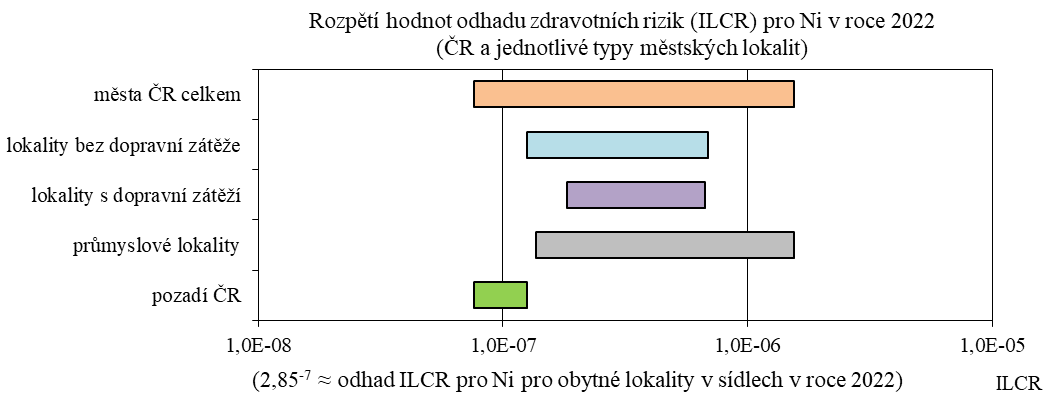 Rozpětí hodnot odhadu zdravotních rizik (ILCR) pro Ni v roce 2022
(ČR a jednotlivé typy městských lokalit)
města ČR celkem
lokality bez dopravní zátěže
lokality s dopravní zátěží
průmyslové lokality
pozadí ČR
1,0E-08 1,0E-07 1,0E-06 1,0E-05
(2,85⁻⁷ ≈ odhad ILCR pro Ni pro obytné lokality v sídlech v roce 2022) ILCR